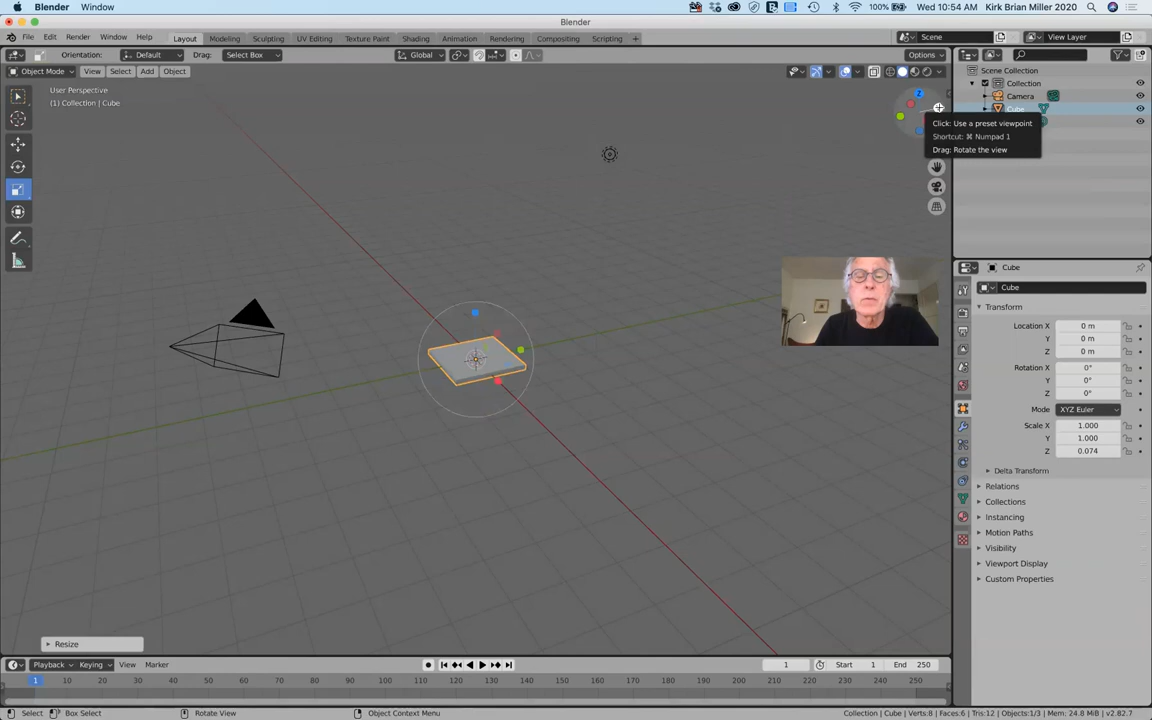 Blender Window 100% Wed 10:54 AM Kirk Brian Miller 2020
Blender
File Edit Render Window Help Layout Modeling Sculpting UV Editing Texture Paint Shading Animation Rendering Compositing Scripting + Scene View Layer
Orientation: Default Drag: Select Box Global Options
Object Mode View Select Add Object
User Perspective
(1) Collection | Cube
Scene Collection
Collection
Camera
Cube
Z
Click: Use a preset viewpoint
Shortcut: ⌘ Numpad 1
Drag: Rotate the view
Cube
Cube
Transform
Location X 0 m
Y 0 m
Z 0 m
Rotation X 0°
Y 0°
Z 0°
Mode XYZ Euler
Scale X 1.000
Y 1.000
Z 0.074
Delta Transform
Relations
Collections
Instancing
Motion Paths
Visibility
Viewport Display
Custom Properties
Resize
Playback Keying View Marker 1 Start 1 End 250
1 10 20 30 40 50 60 70 80 90 100 110 120 130 140 150 160 170 180 190 200 210 220 230 240 250
Select Box Select Rotate View Object Context Menu Collection | Cube | Verts:8 | Faces:6 | Tris:12 | Objects:1/3 | Mem: 24.8 MiB | v2.82.7